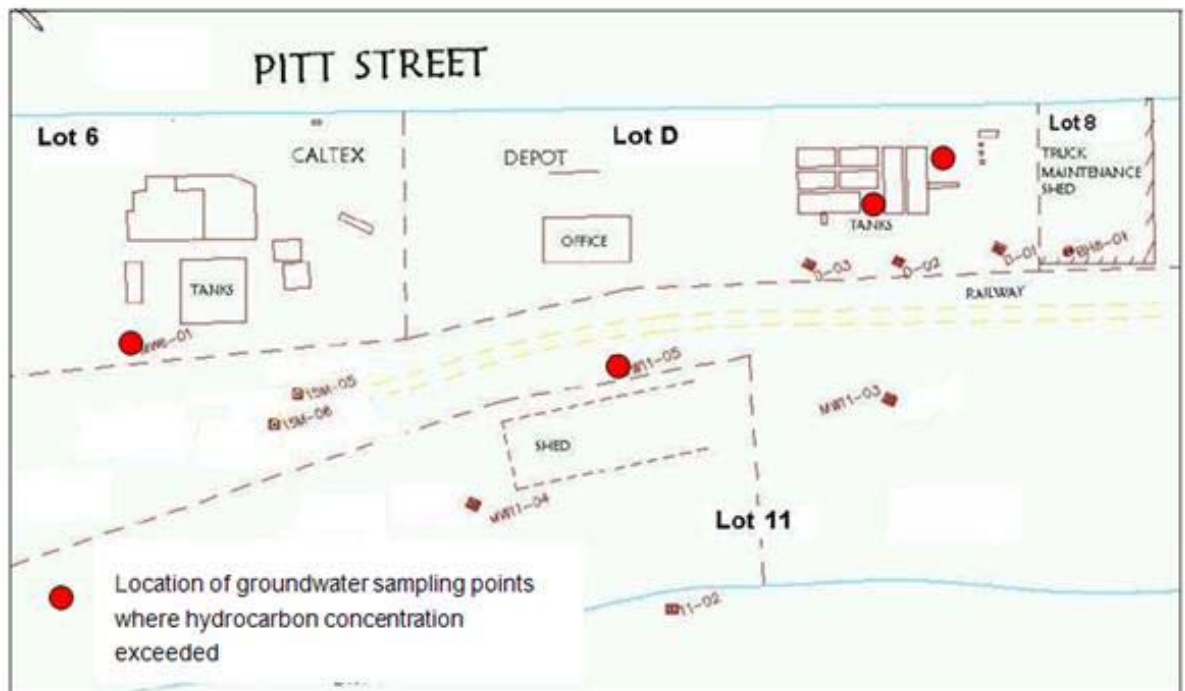 PITT STREET
Lot 6
CALTEX
DEPOT
Lot D
Lot 8
TRUCK
MAINTENANCE
SHED
OFFICE
TANKS
TANKS
D-03
D-02
D-01
RAILWAY
15M-05
15M-06
W11-05
MW11-03
SHED
MW11-04
Lot 11
11-02
Location of groundwater sampling points
where hydrocarbon concentration
exceeded